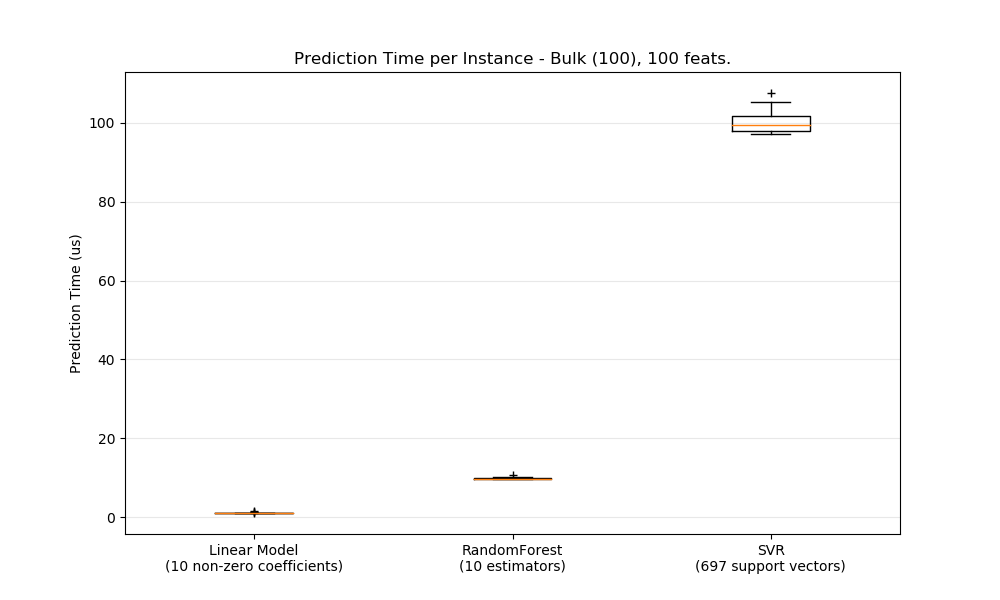 Prediction Time per Instance - Bulk (100), 100 feats.
Prediction Time (us)
100
80
60
40
20
0
Linear Model
(10 non-zero coefficients)
RandomForest
(10 estimators)
SVR
(697 support vectors)